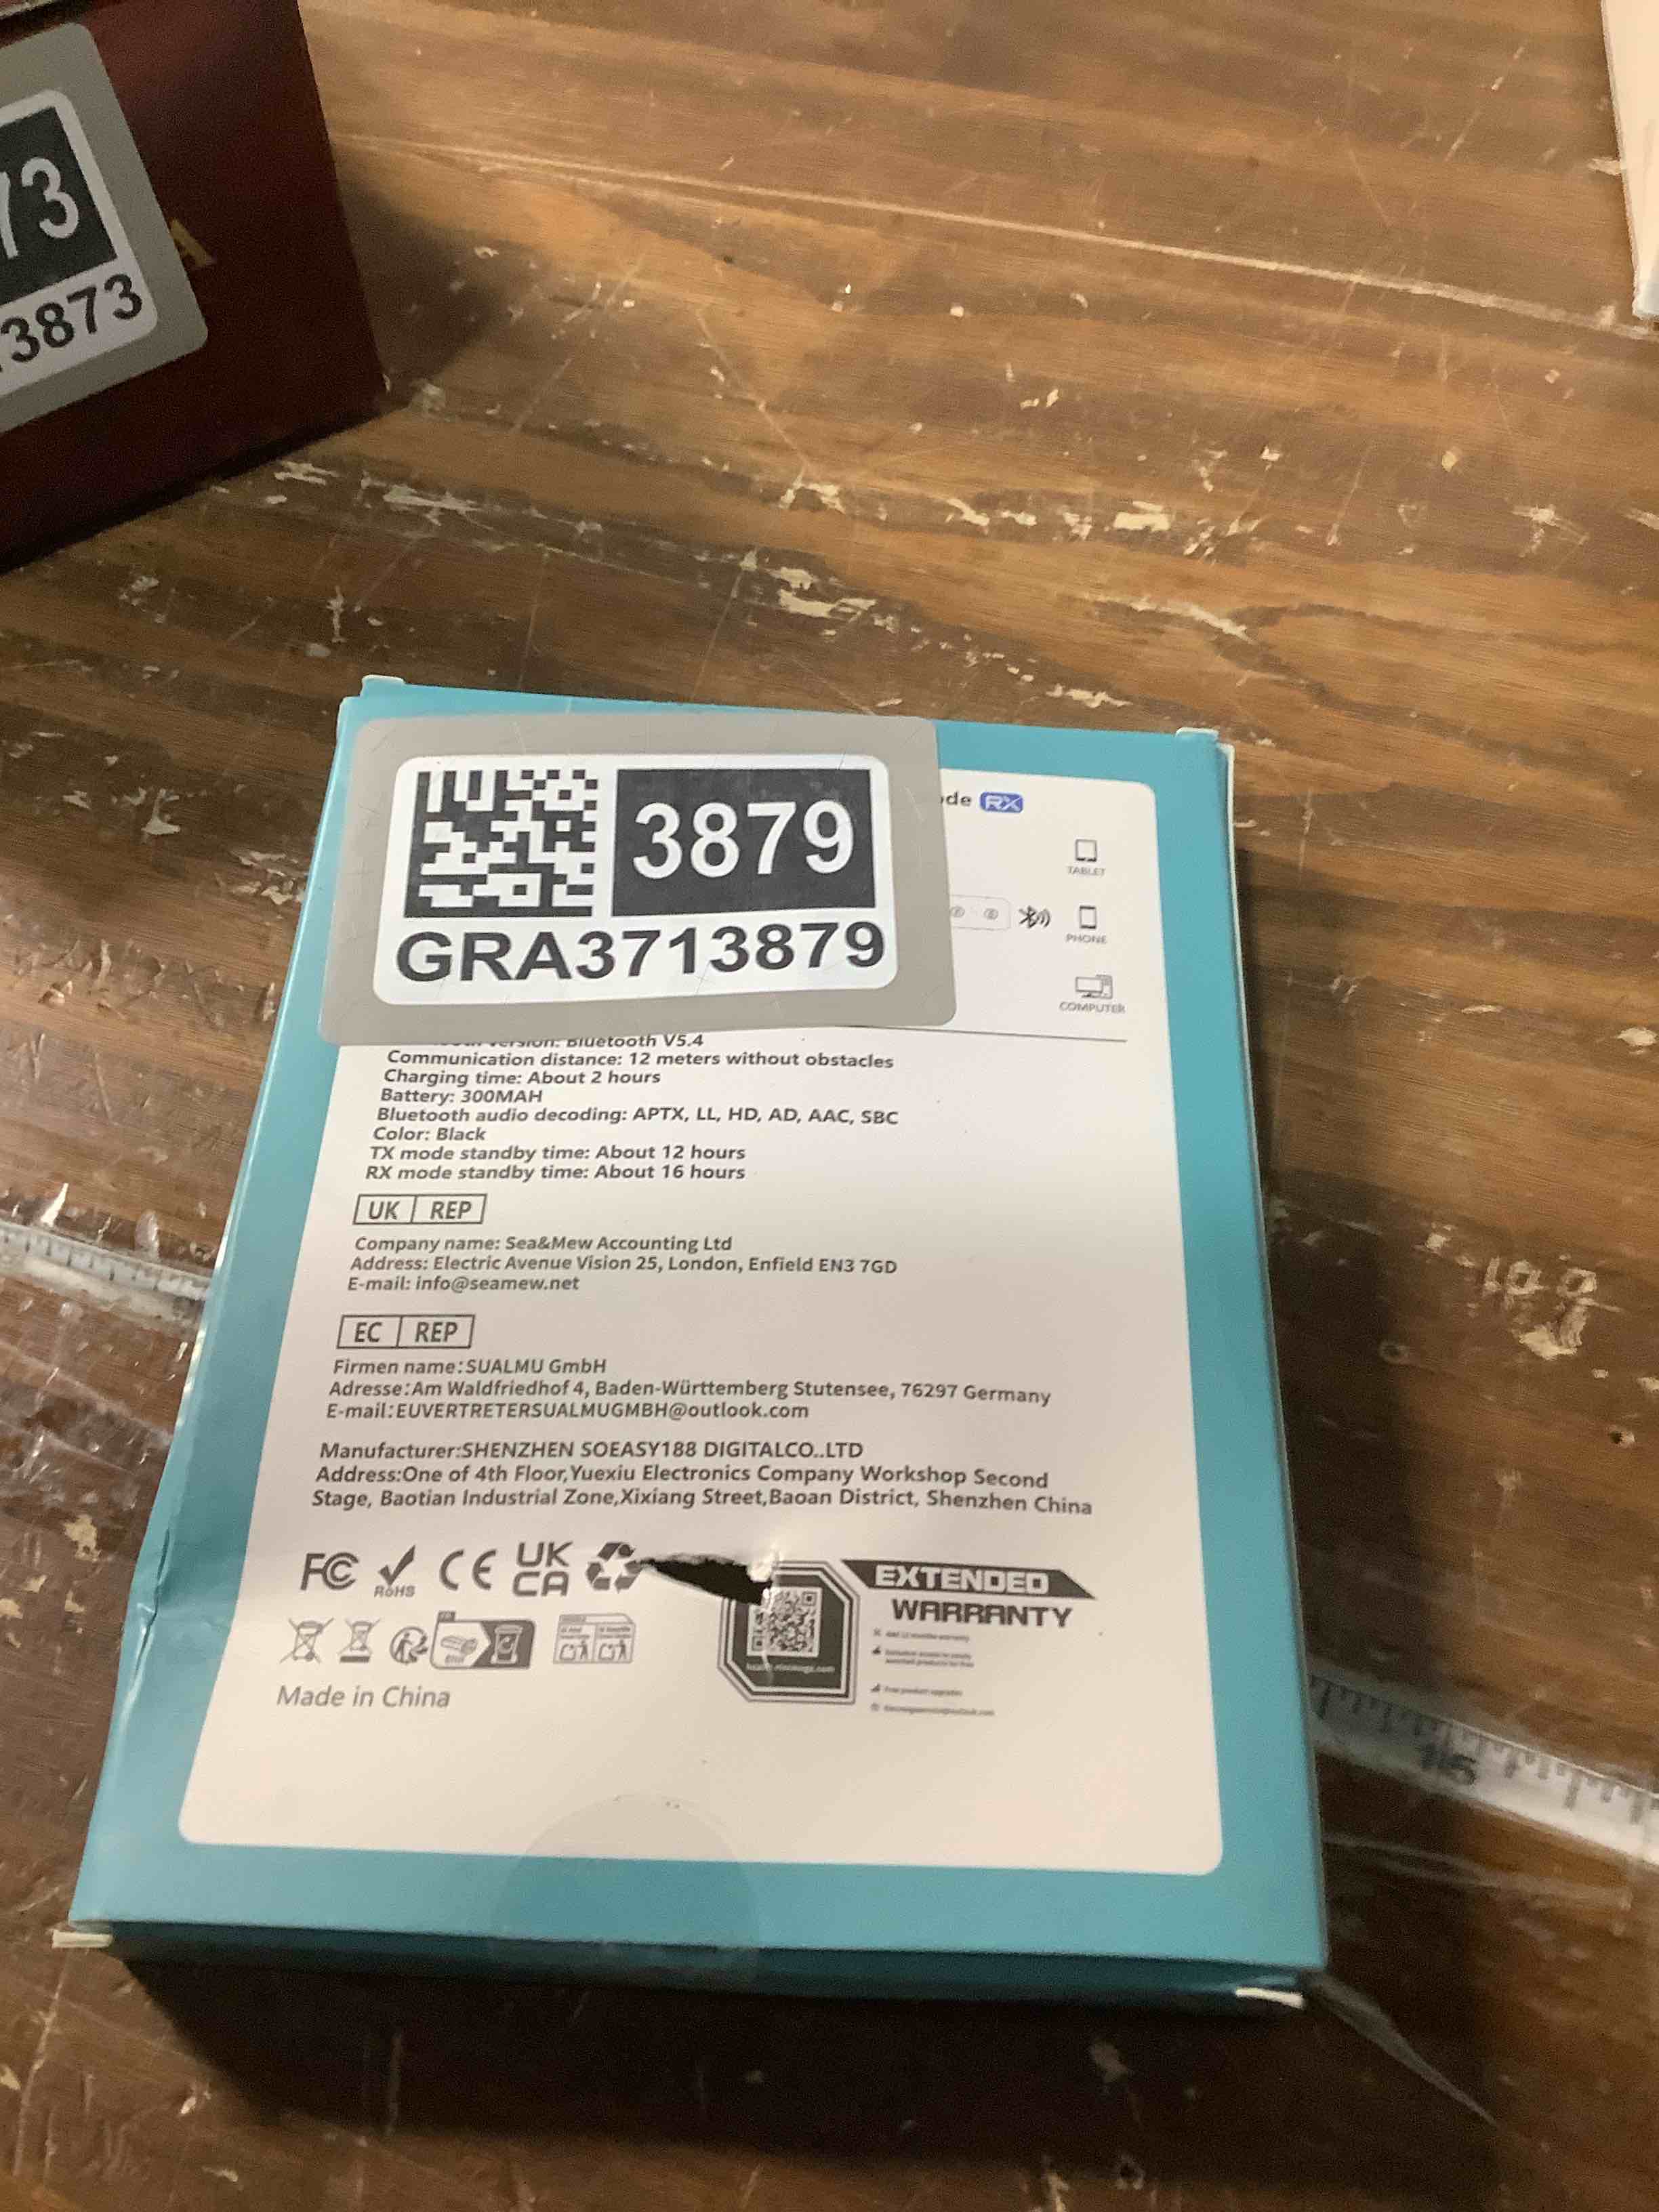 73
3873
A
3879
GRA3713879
RX
TABLET
PHONE
COMPUTER
Bluetooth V5.4
Communication distance: 12 meters without obstacles
Charging time: About 2 hours
Battery: 300MAH
Bluetooth audio decoding: APTX, LL, HD, AD, AAC, SBC
Color: Black
TX mode standby time: About 12 hours
RX mode standby time: About 16 hours
UK REP
Company name: Sea&Mew Accounting Ltd
Address: Electric Avenue Vision 25, London, Enfield EN3 7GD
E-mail: info@seamew.net
EC REP
Firmen name:SUALMU GmbH
Adresse:Am Waldfriedhof 4, Baden-Württemberg Stutensee, 76297 Germany
E-mail:EUVERTRETERSUALMUGMBH@outlook.com
Manufacturer:SHENZHEN SOEASY188 DIGITALCO..LTD
Address:One of 4th Floor,Yuexiu Electronics Company Workshop Second
Stage, Baotian Industrial Zone,Xixiang Street,Baoan District, Shenzhen China
FC RoHS CE UK CA
EXTENDED
WARRANTY
Made in China
15